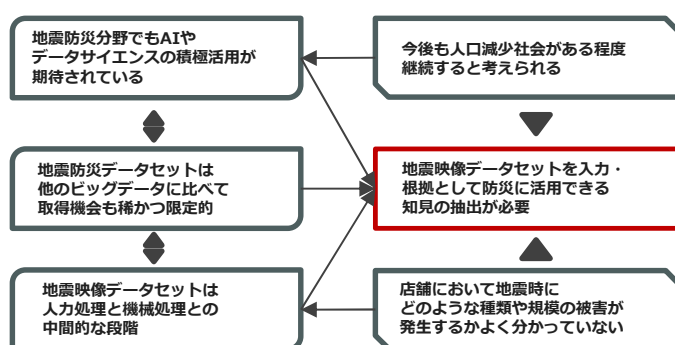 地震防災分野でもAIや
データサイエンスの積極活用が
期待されている
今後も人口減少社会がある程度
継続すると考えられる
地震防災データセットは
他のビッグデータに比べて
取得機会も稀かつ限定的
地震映像データセットを入力・
根拠として防災に活用できる
知見の抽出が必要
地震映像データセットは
人力処理と機械処理との
中間的な段階
店舗において地震時に
どのような種類や規模の被害が
発生するかよく分かっていない